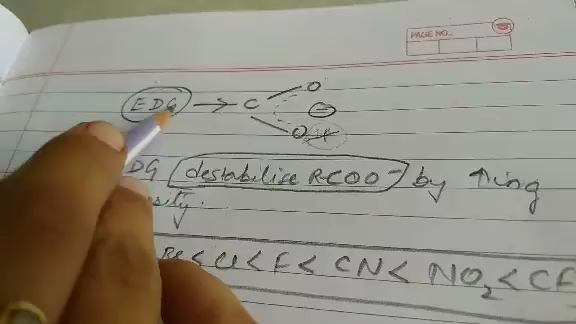 PAGE NO.
EDG → C O
⊖
O
DG destabilise RCOO⁻ by ↑ing
sity.
< Cl < F < CN < NO₂ < CF